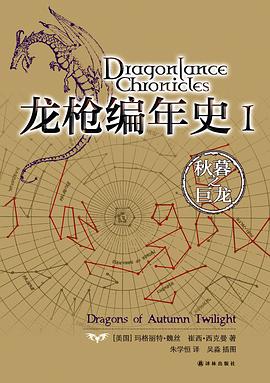 Dragonlance
Chronicles
龙枪编年史 I
秋暮
之
巨龙
Dragons of Autumn Twilight
[美国] 玛格丽特·魏丝 崔西·西克曼 著
朱学恒 译 吴淼 插图
译林出版社